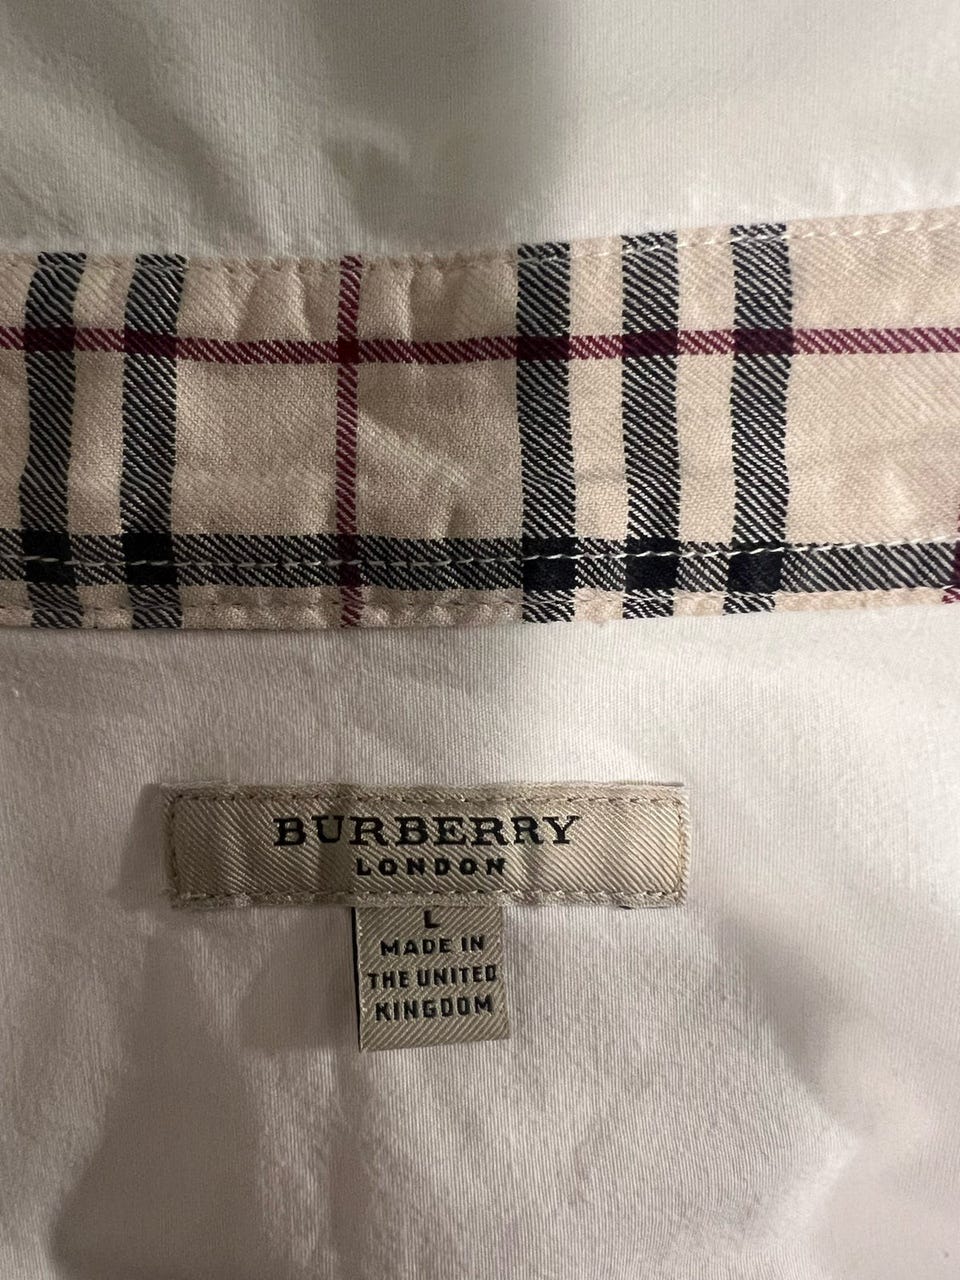 BURBERRY
LONDON
L
MADE IN
THE UNITED
KINGDOM